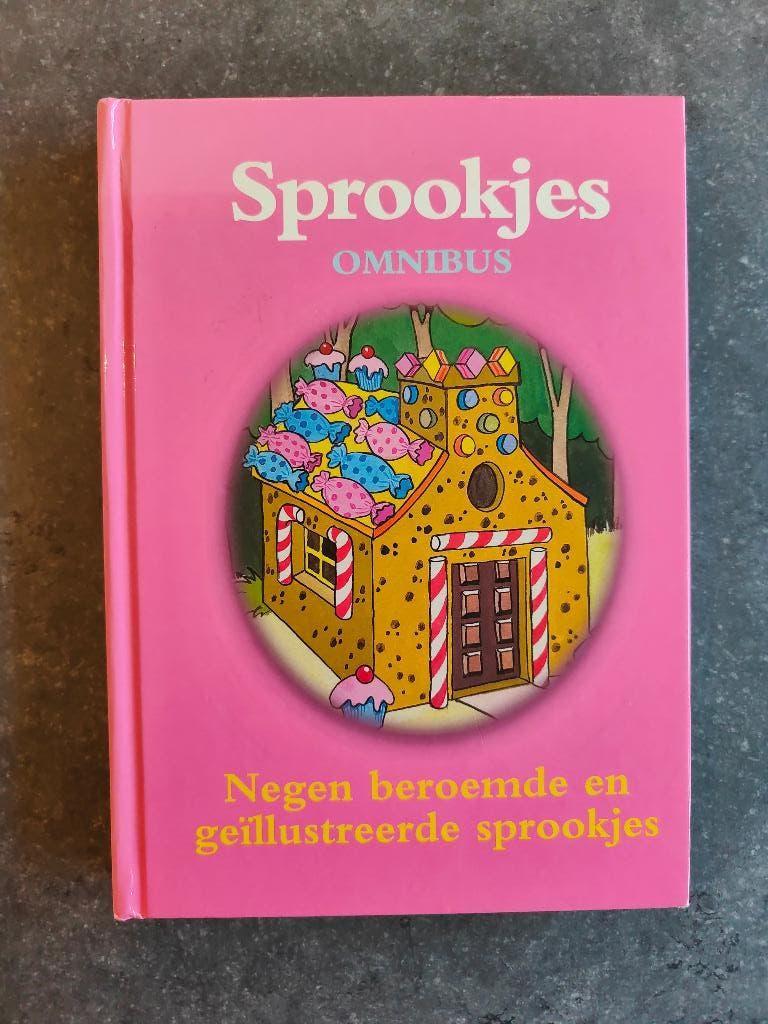 Sprookjes
OMNIBUS
Negen beroemde en
geïllustreerde sprookjes